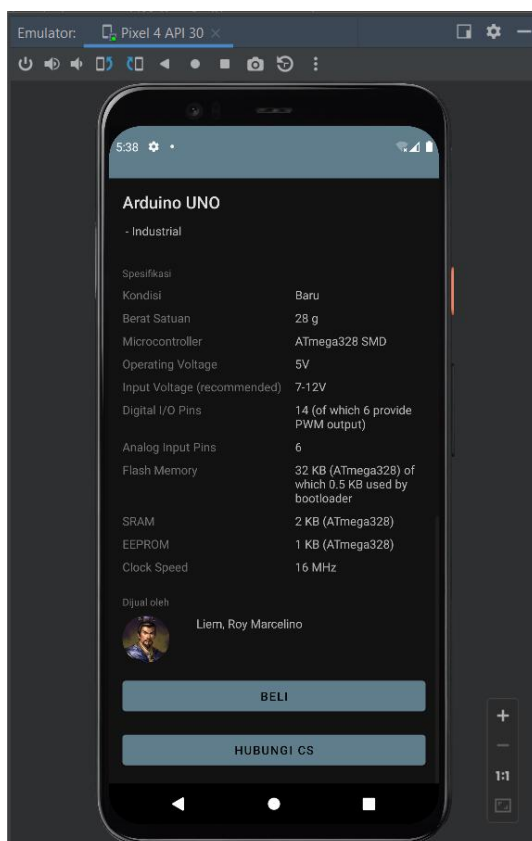 Emulator: Pixel 4 API 30
5:38
Arduino UNO
- Industrial
Spesifikasi
Kondisi Baru
Berat Satuan 28 g
Microcontroller ATmega328 SMD
Operating Voltage 5V
Input Voltage (recommended) 7-12V
Digital I/O Pins 14 (of which 6 provide
PWM output)
Analog Input Pins 6
Flash Memory 32 KB (ATmega328) of
which 0.5 KB used by
bootloader
SRAM 2 KB (ATmega328)
EEPROM 1 KB (ATmega328)
Clock Speed 16 MHz
Dijual oleh
Liem, Roy Marcelino
BELI
HUBUNGI CS
1:1